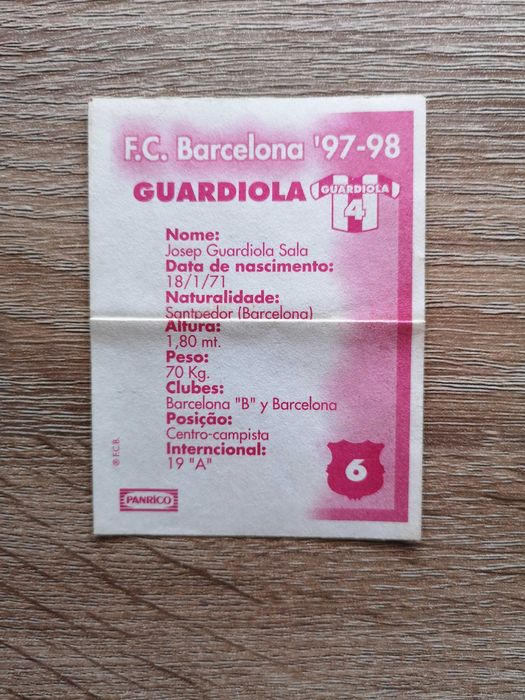 F.C. Barcelona '97-98
GUARDIOLA
GUARDIOLA
4
Nome:
Josep Guardiola Sala
Data de nascimento:
18/1/71
Naturalidade:
Santpedor (Barcelona)
Altura:
1,80 mt.
Peso:
70 Kg.
Clubes:
Barcelona "B" y Barcelona
Posição:
Centro-campista
Interncional:
19 "A"
® F.C.B.
PANRICO
6